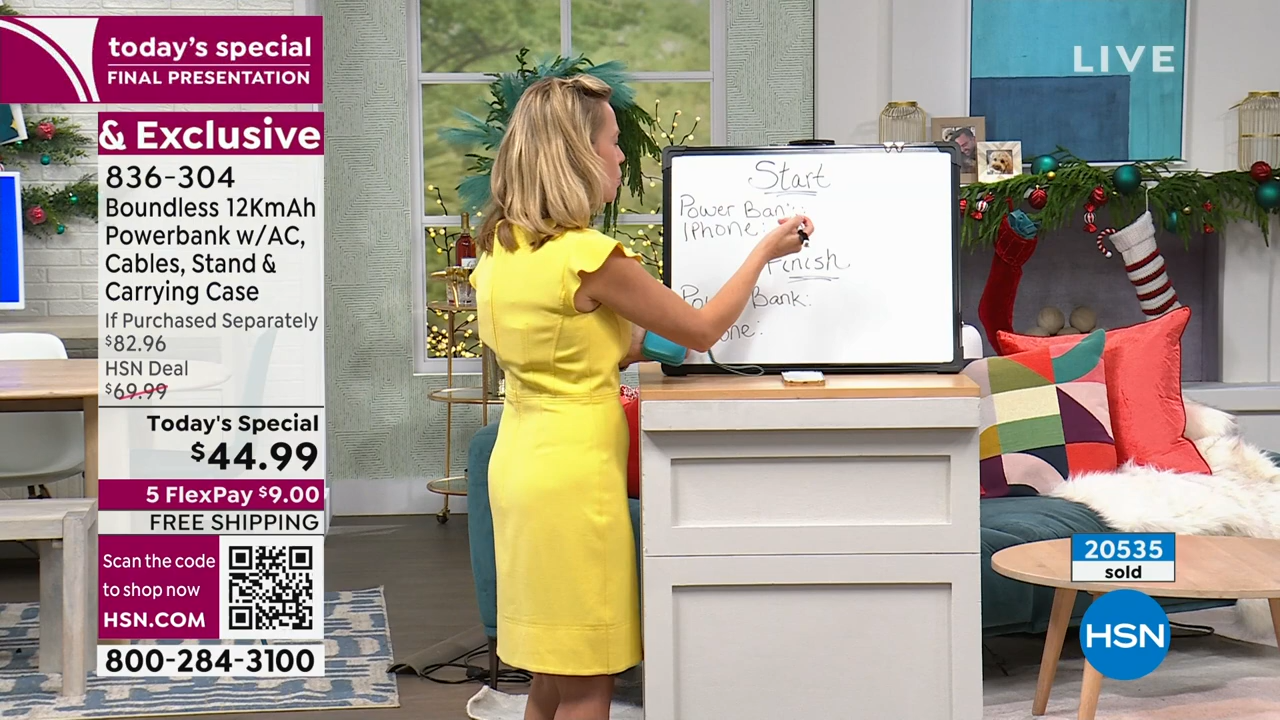 today's special
FINAL PRESENTATION
& Exclusive
836-304
Boundless 12KmAh
Powerbank w/AC,
Cables, Stand &
Carrying Case
If Purchased Separately
$82.96
HSN Deal
$69.99
Today's Special
$44.99
5 FlexPay $9.00
FREE SHIPPING
Scan the code
to shop now
HSN.COM
800-284-3100
LIVE
Start
Power
IPhone:
Finish
Bank:
20535
sold
HSN